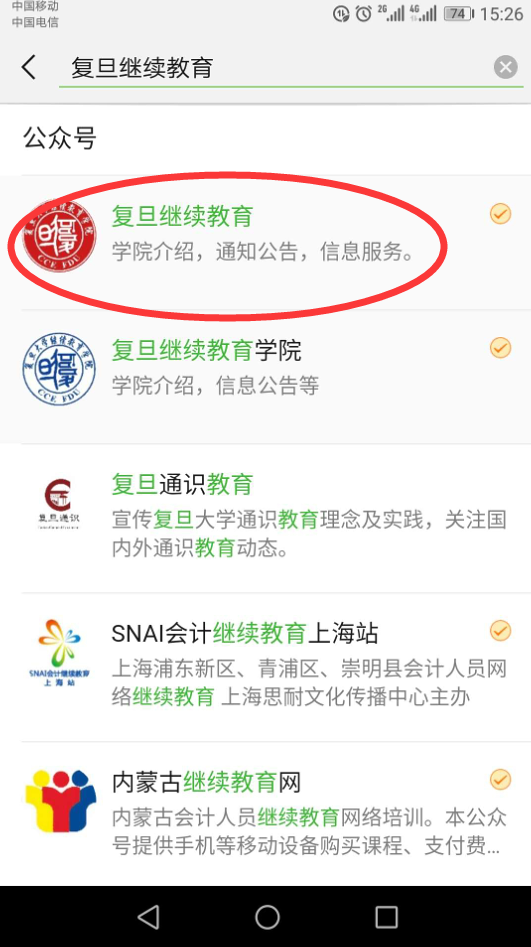 中国移动
中国电信
2G 4G 74 15:26
复旦继续教育
公众号
复旦继续教育
学院介绍，通知公告，信息服务。
CCE FDU
复旦继续教育学院
学院介绍，信息公告等
复旦大学继续教育学院
CCE FDU
复旦通识教育
宣传复旦大学通识教育理念及实践，关注国
内外通识教育动态。
复旦通识
SNAI会计继续教育上海站
上海浦东新区、青浦区、崇明县会计人员网
络继续教育 上海思耐文化传播中心主办
SNAI会计继续教育
上海站
内蒙古继续教育网
内蒙古会计人员继续教育网络培训。本公众
号提供手机等移动设备购买课程、支付费...